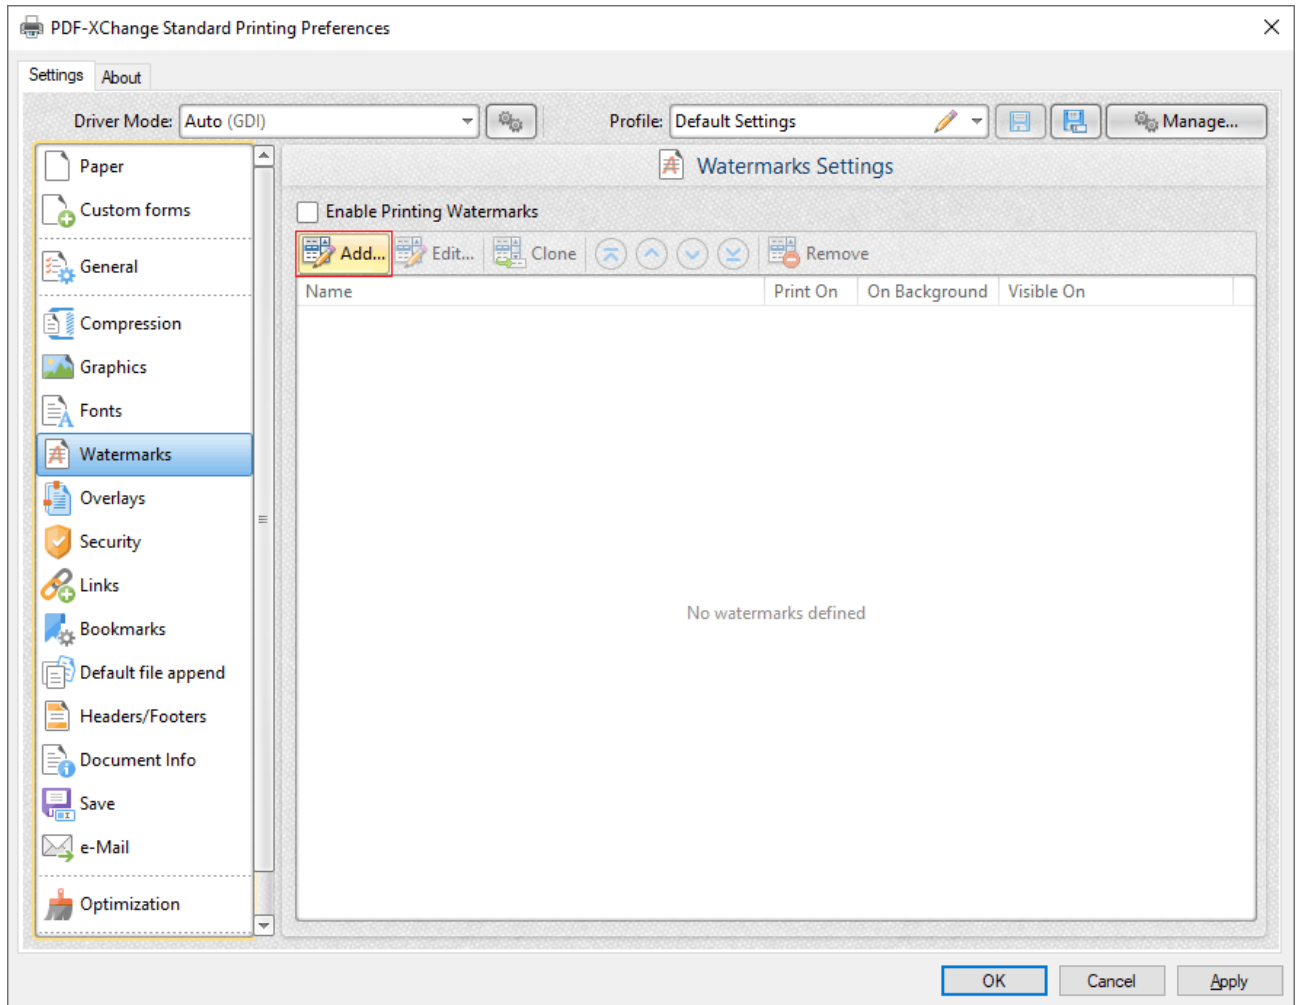 PDF-XChange Standard Printing Preferences
Settings About
Driver Mode: Auto (GDI) Profile: Default Settings Manage...
Paper
Custom forms
General
Compression
Graphics
Fonts
Watermarks
Overlays
Security
Links
Bookmarks
Default file append
Headers/Footers
Document Info
Save
e-Mail
Optimization
Watermarks Settings
Enable Printing Watermarks
Add... Edit... Clone Remove
Name Print On On Background Visible On
No watermarks defined
OK Cancel Apply